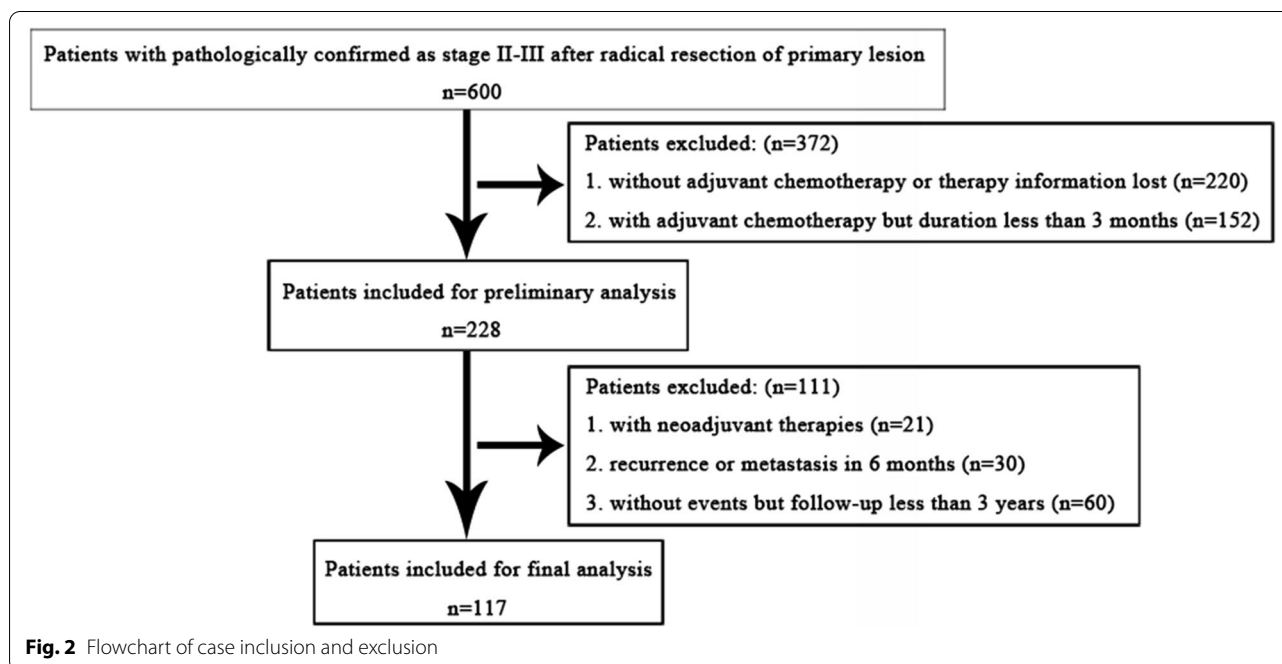 Patients with pathologically confirmed as stage II-III after radical resection of primary lesion
n=600
Patients excluded: (n=372)
1. without adjuvant chemotherapy or therapy information lost (n=220)
2. with adjuvant chemotherapy but duration less than 3 months (n=152)
Patients included for preliminary analysis
n=228
Patients excluded: (n=111)
1. with neoadjuvant therapies (n=21)
2. recurrence or metastasis in 6 months (n=30)
3. without events but follow-up less than 3 years (n=60)
Patients included for final analysis
n=117
Fig. 2 Flowchart of case inclusion and exclusion